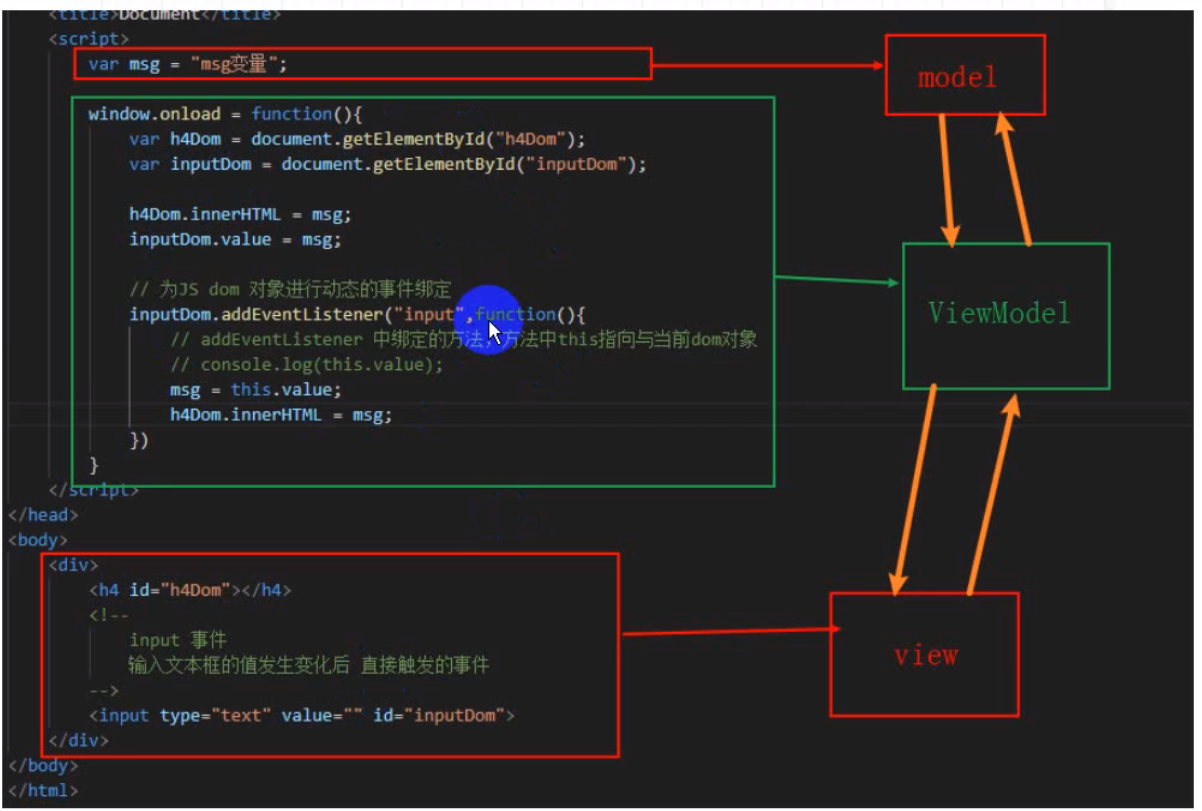 <title>Document</title>
<script>
var msg = "msg变量";
model
window.onload = function(){
var h4Dom = document.getElementById("h4Dom");
var inputDom = document.getElementById("inputDom");
h4Dom.innerHTML = msg;
inputDom.value = msg;
// 为JS dom 对象进行动态的事件绑定
inputDom.addEventListener("input",function(){
// addEventListener 中绑定的方法，方法中this指向与当前dom对象
// console.log(this.value);
msg = this.value;
h4Dom.innerHTML = msg;
})
}
ViewModel
</script>
</head>
<body>
<div>
<h4 id="h4Dom"></h4>
<!--
input 事件
输入文本框的值发生变化后 直接触发的事件
-->
<input type="text" value="" id="inputDom">
</div>
view
</body>
</html>